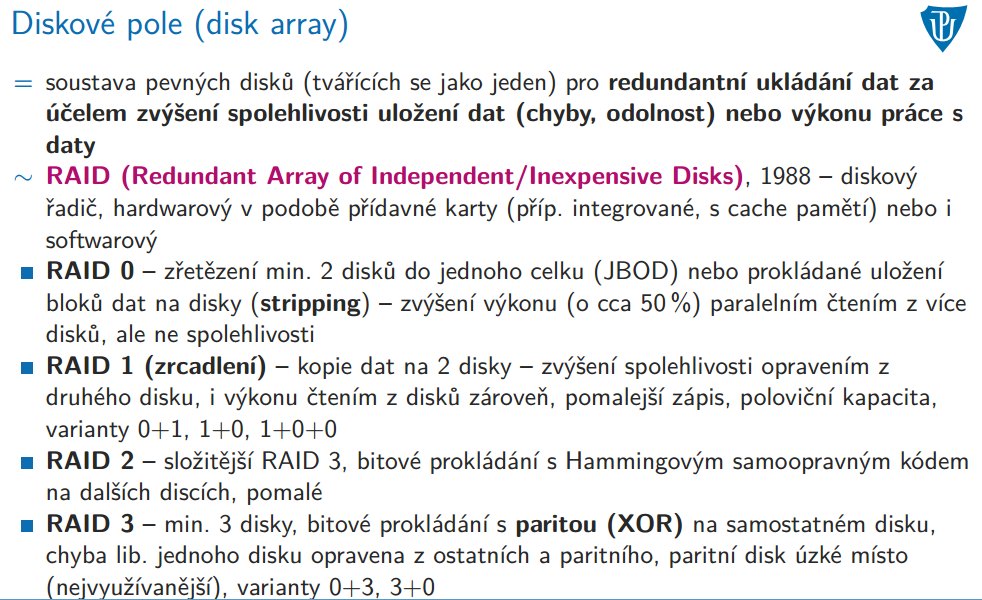 Diskové pole (disk array)
= soustava pevných disků (tvářících se jako jeden) pro redundantní ukládání dat za
účelem zvýšení spolehlivosti uložení dat (chyby, odolnost) nebo výkonu práce s
daty
~ RAID (Redundant Array of Independent/Inexpensive Disks), 1988 – diskový
řadič, hardwarový v podobě přídavné karty (příp. integrované, s cache pamětí) nebo i
softwarový
■ RAID 0 – zřetězení min. 2 disků do jednoho celku (JBOD) nebo prokládané uložení
bloků dat na disky (stripping) – zvýšení výkonu (o cca 50 %) paralelním čtením z více
disků, ale ne spolehlivosti
■ RAID 1 (zrcadlení) – kopie dat na 2 disky – zvýšení spolehlivosti opravením z
druhého disku, i výkonu čtením z disků zároveň, pomalejší zápis, poloviční kapacita,
varianty 0+1, 1+0, 1+0+0
■ RAID 2 – složitější RAID 3, bitové prokládání s Hammingovým samoopravným kódem
na dalších discích, pomalé
■ RAID 3 – min. 3 disky, bitové prokládání s paritou (XOR) na samostatném disku,
chyba lib. jednoho disku opravena z ostatních a paritního, paritní disk úzké místo
(nejvyužívanější), varianty 0+3, 3+0